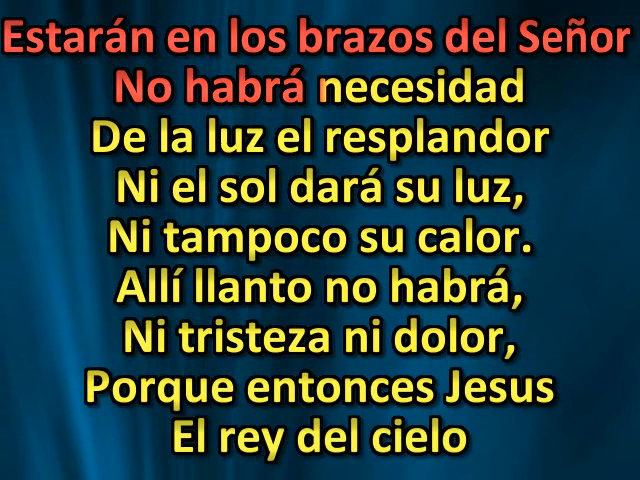 Estarán en los brazos del Señor
No habrá necesidad
De la luz el resplandor
Ni el sol dará su luz,
Ni tampoco su calor.
Allí llanto no habrá,
Ni tristeza ni dolor,
Porque entonces Jesus
El rey del cielo